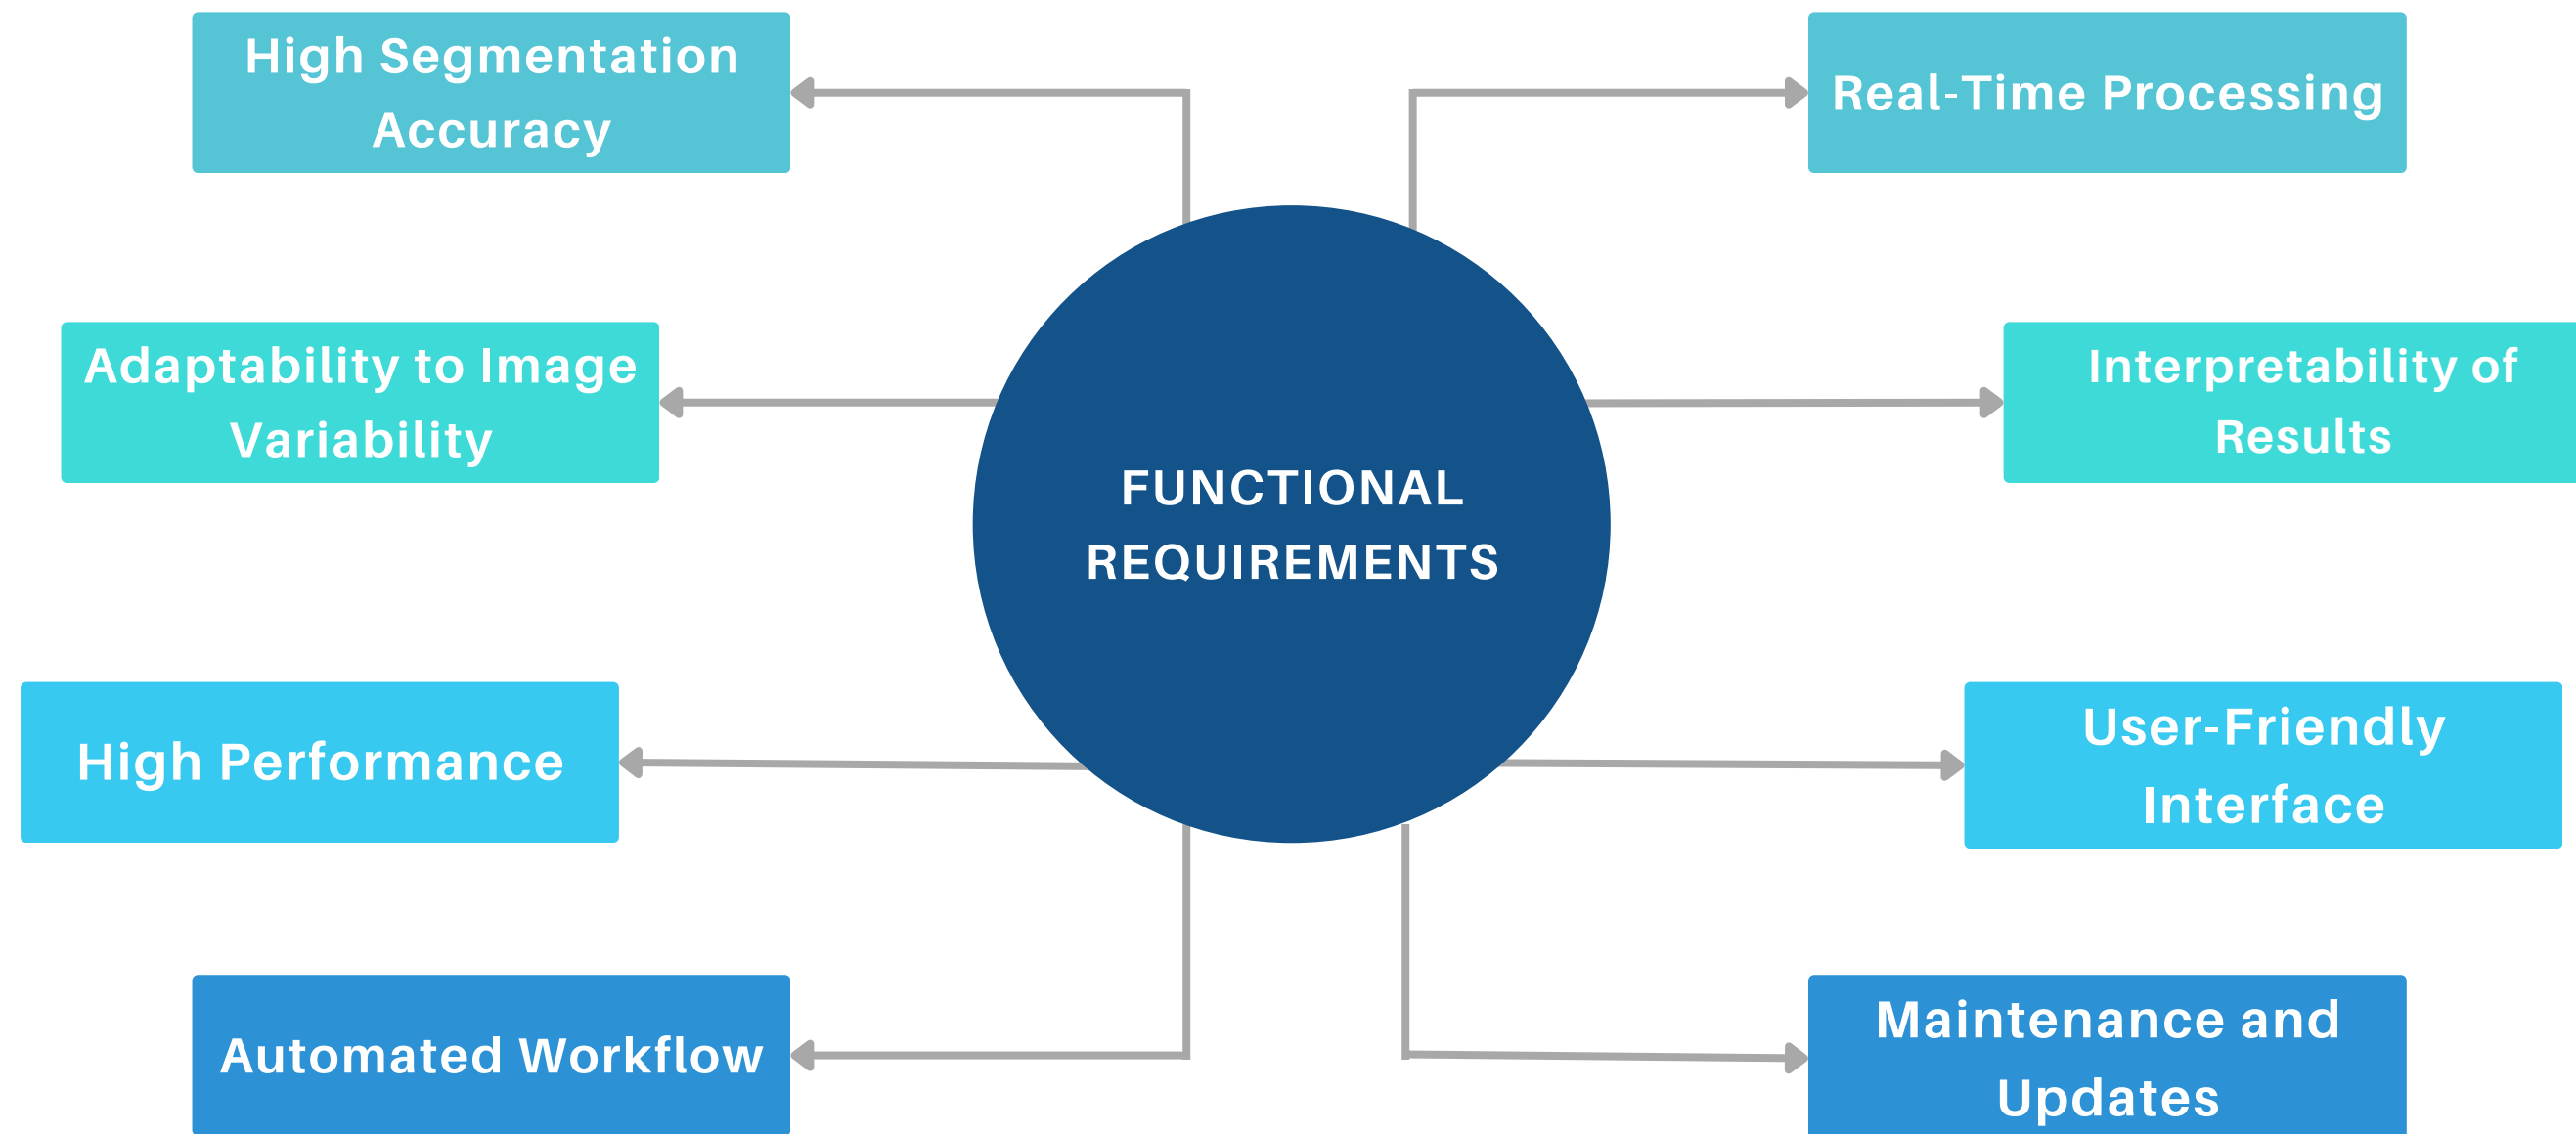 High Segmentation
Accuracy
Real-Time Processing
Adaptability to Image
Variability
Interpretability of
Results
FUNCTIONAL
REQUIREMENTS
High Performance
User-Friendly
Interface
Automated Workflow
Maintenance and
Updates